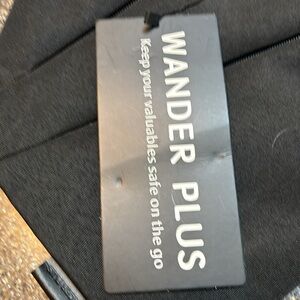 WANDER PLUS
Keep your valuables safe on the go